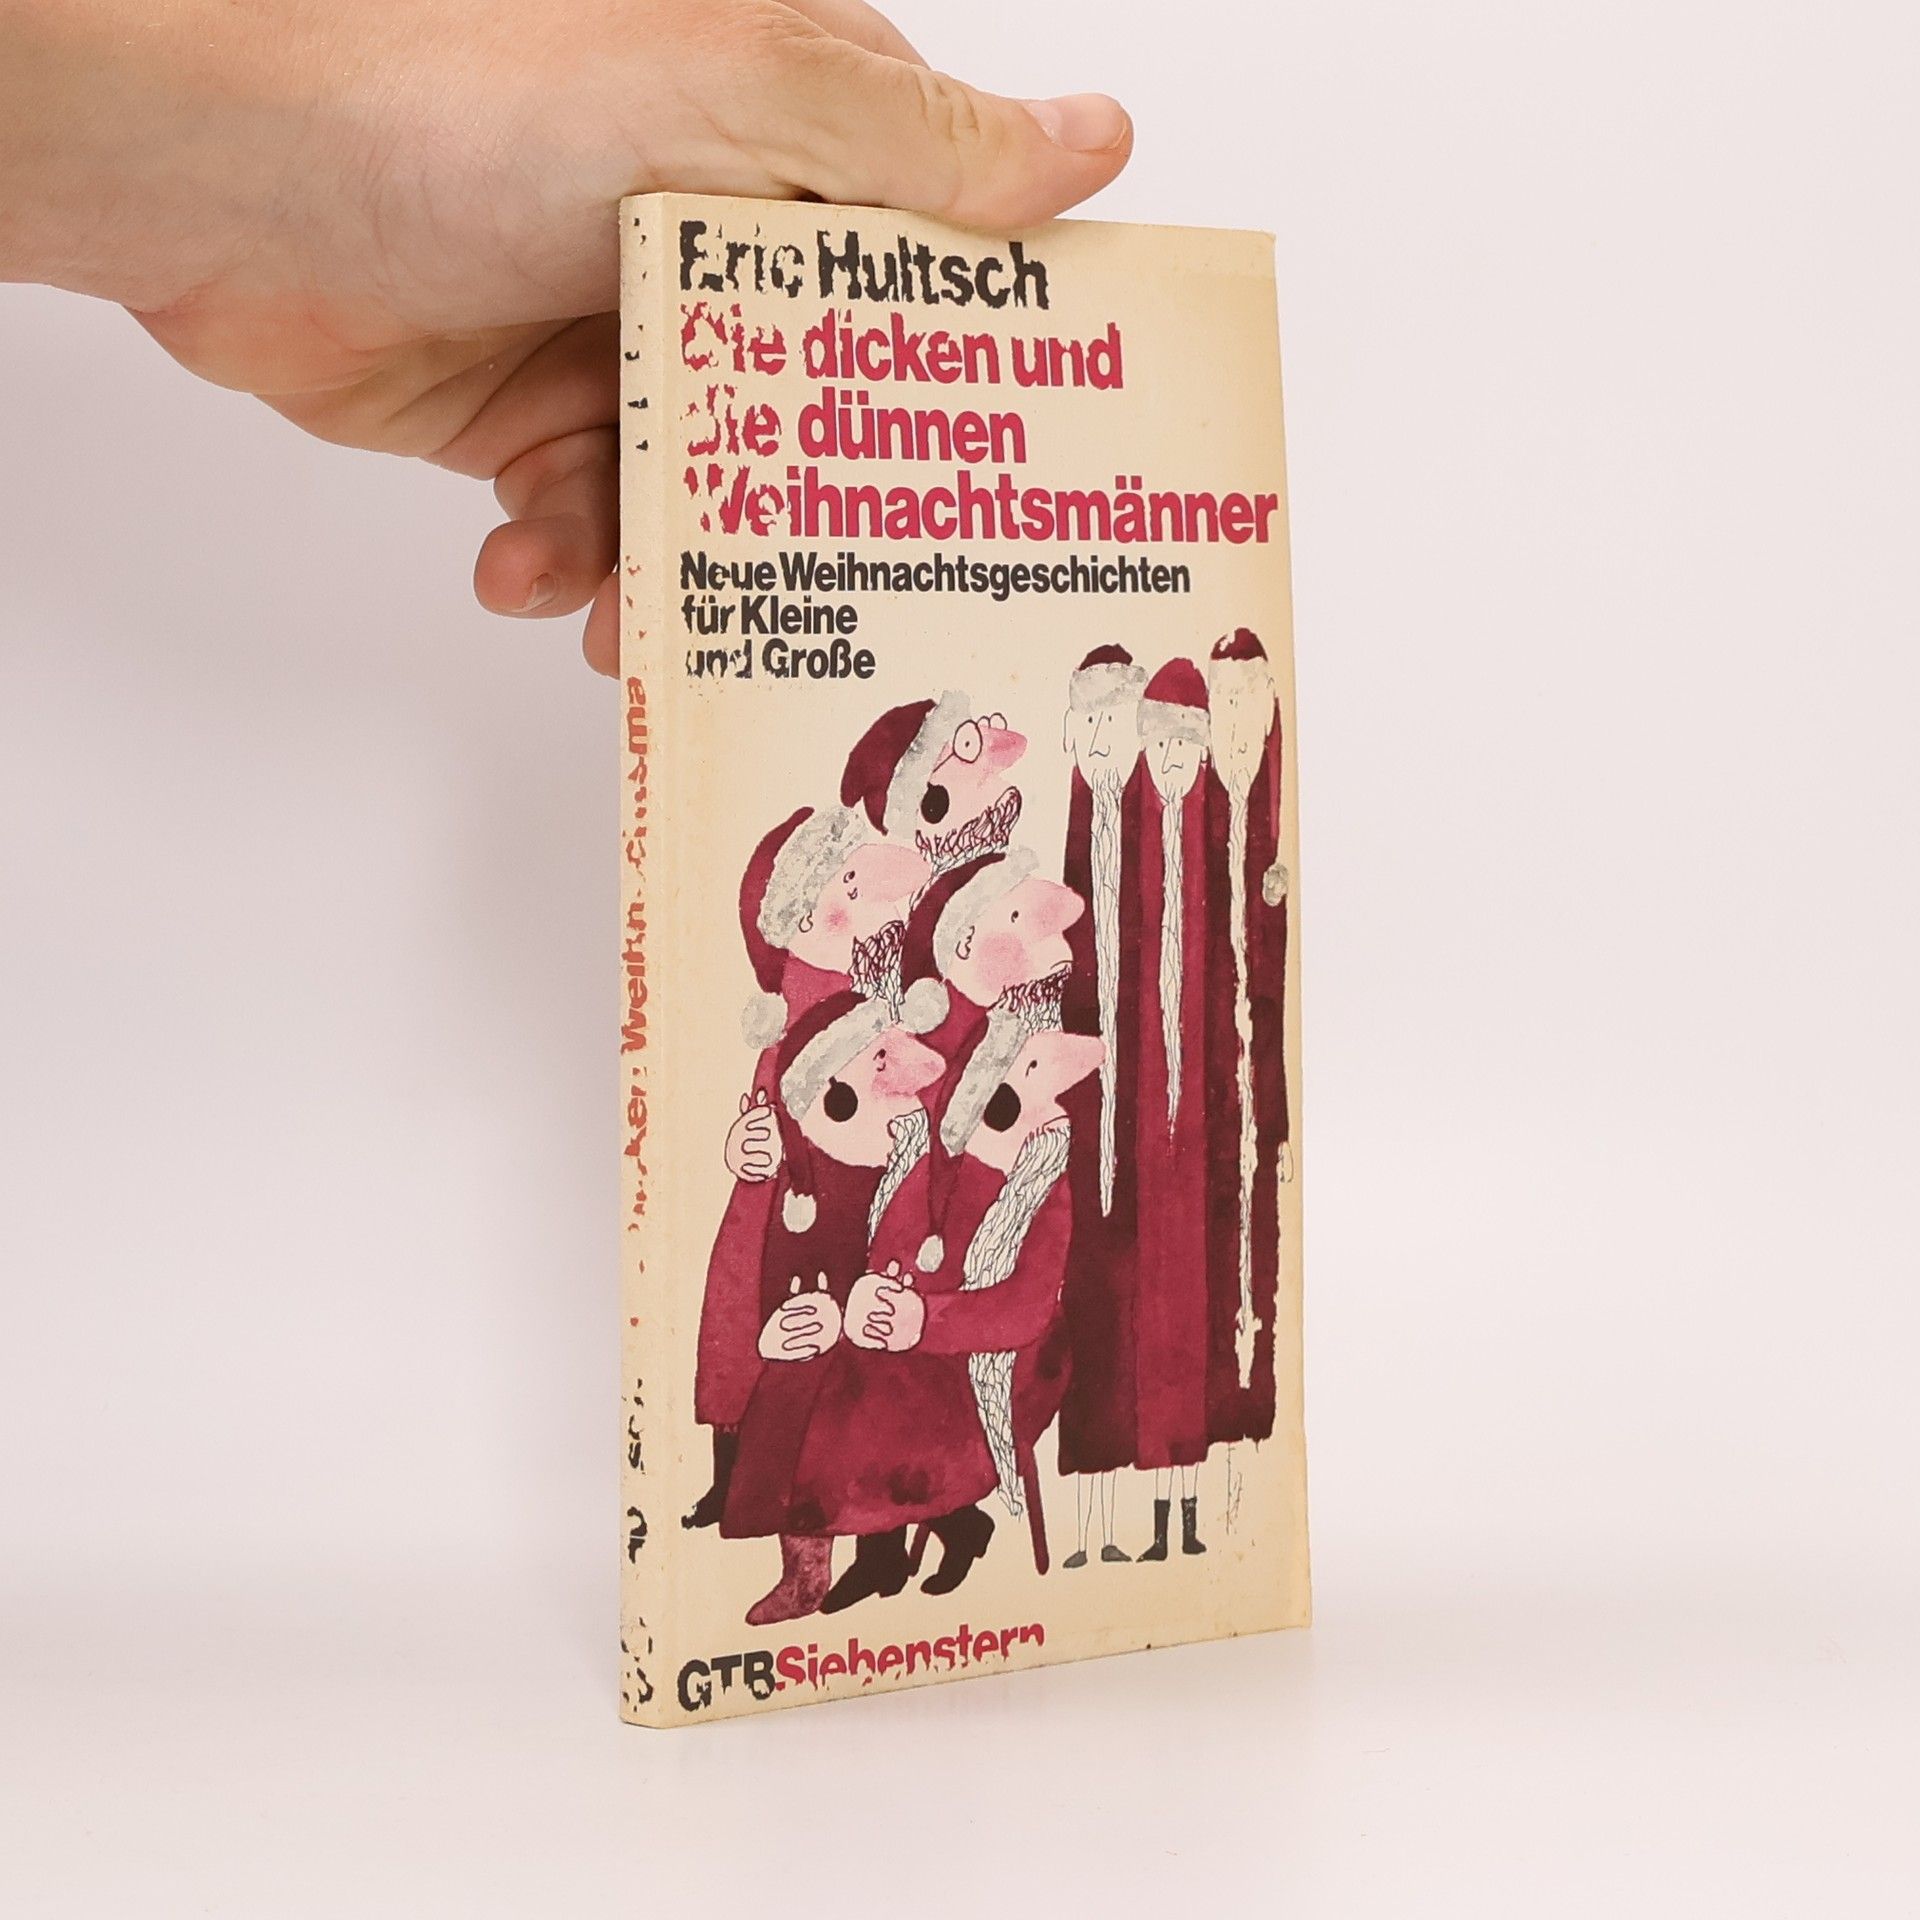 Eric Hultsch
Die dicken und
die dünnen
Weihnachtsmänner
Neue Weihnachtsgeschichten
für Kleine
und Große
GTB Siebenstern